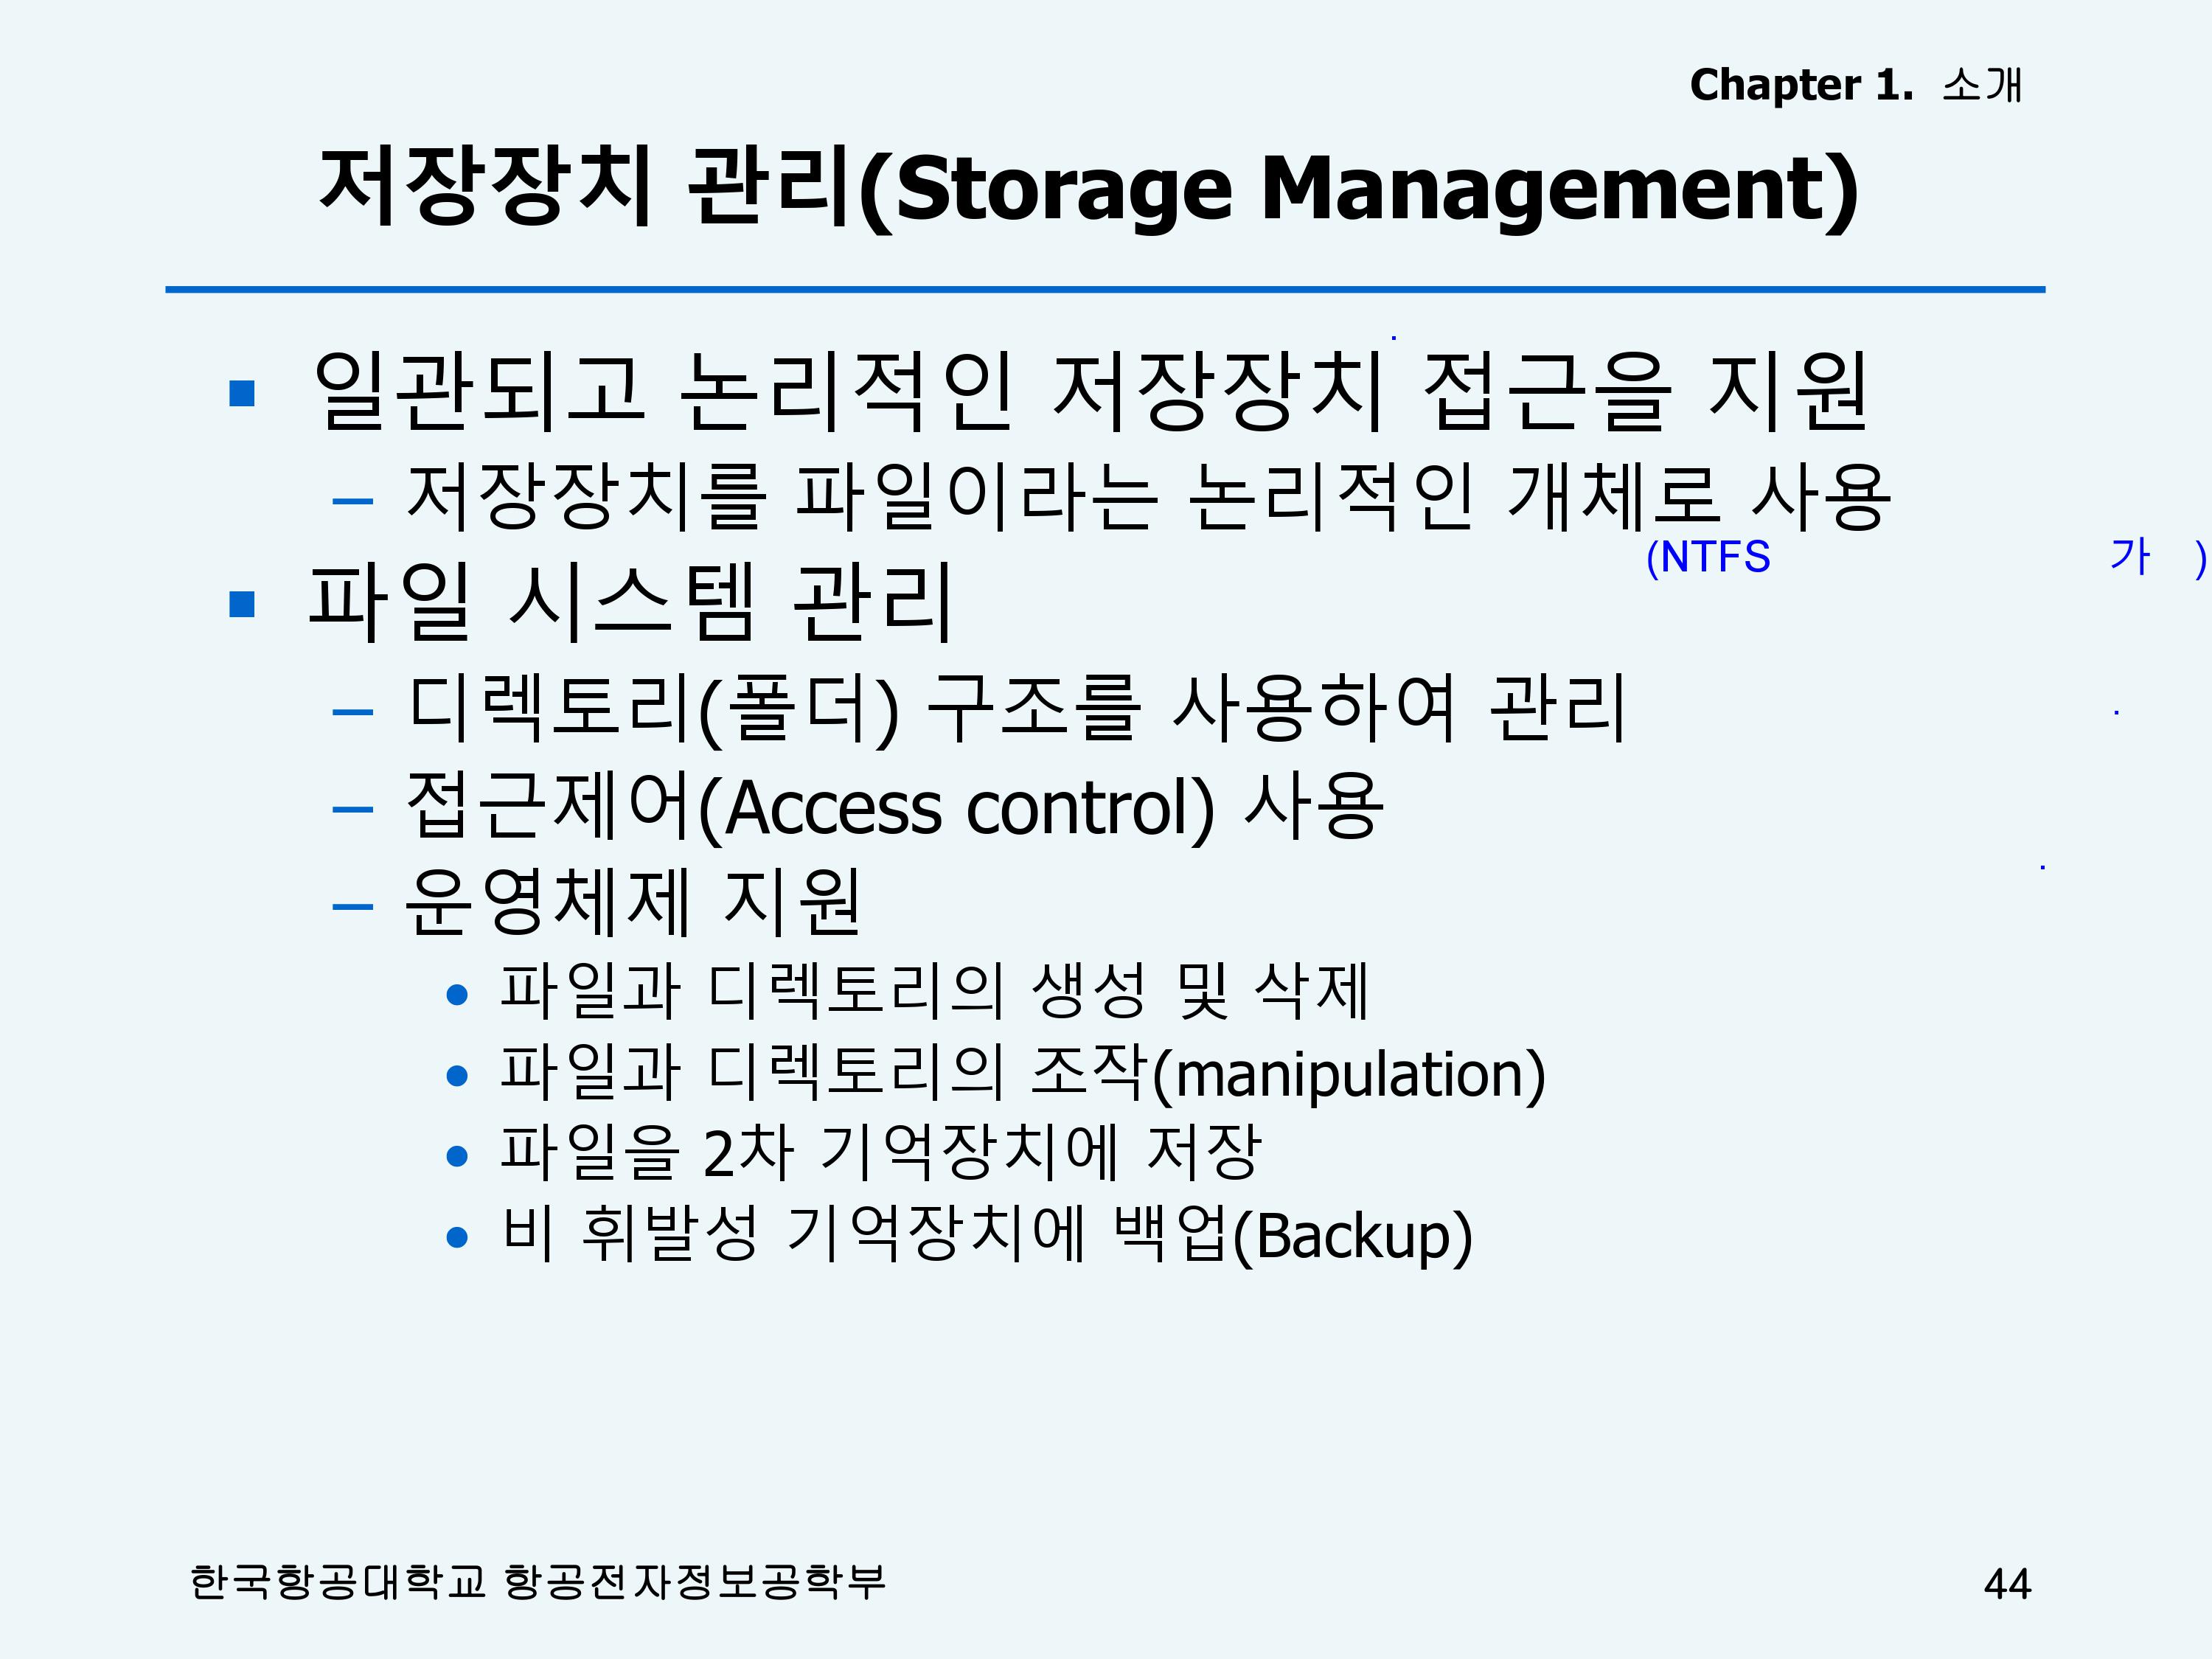 Chapter 1. 소개
저장장치 관리(Storage Management)
일관되고 논리적인 저장장치 접근을 지원
– 저장장치를 파일이라는 논리적인 개체로 사용
(NTFS 가 )
파일 시스템 관리
– 디렉토리(폴더) 구조를 사용하여 관리
– 접근제어(Access control) 사용
– 운영체제 지원
• 파일과 디렉토리의 생성 및 삭제
• 파일과 디렉토리의 조작(manipulation)
• 파일을 2차 기억장치에 저장
• 비 휘발성 기억장치에 백업(Backup)
한국항공대학교 항공전자정보공학부 44